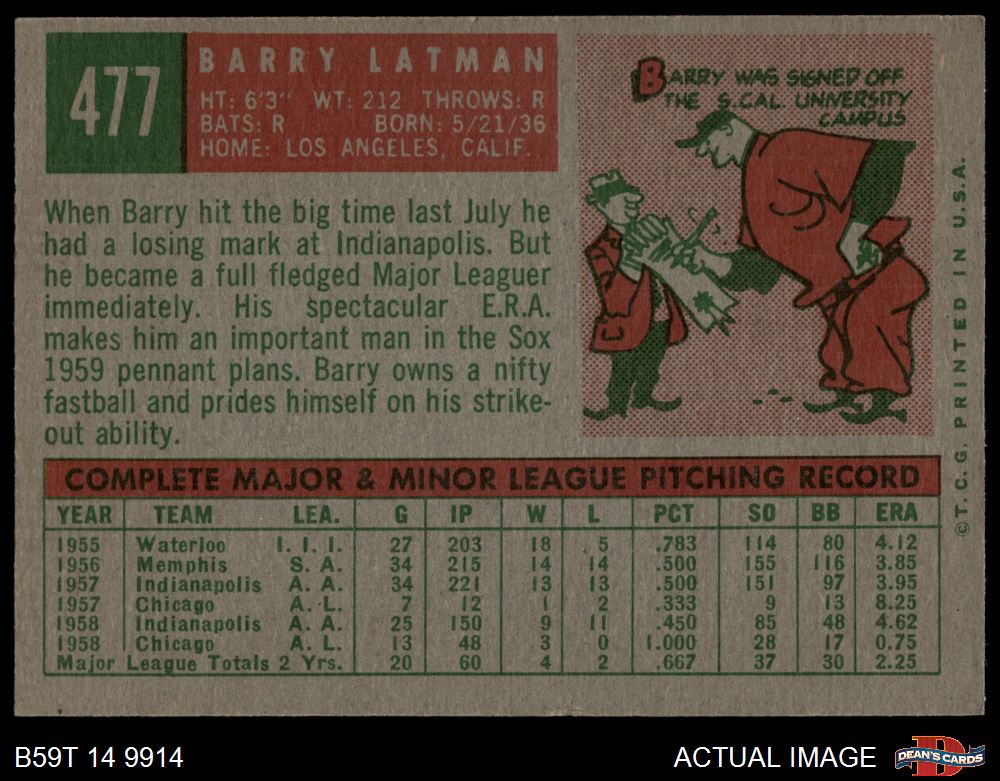 477
BARRY LATMAN
HT: 6'3" WT: 212 THROWS: R
BATS: R BORN: 5/21/36
HOME: LOS ANGELES, CALIF.
BARRY WAS SIGNED OFF
THE S.CAL UNIVERSITY
CAMPUS
When Barry hit the big time last July he
had a losing mark at Indianapolis. But
he became a full fledged Major Leaguer
immediately. His spectacular E.R.A.
makes him an important man in the Sox
1959 pennant plans. Barry owns a nifty
fastball and prides himself on his strike-
out ability.
©T.C.G. PRINTED IN U.S.A.
COMPLETE MAJOR & MINOR LEAGUE PITCHING RECORD
YEAR TEAM LEA. G IP W L PCT SO BB ERA
1955 Waterloo I. I. I. 27 203 18 5 .783 114 80 4.12
1956 Memphis S. A. 34 215 14 14 .500 155 116 3.85
1957 Indianapolis A. A. 34 221 13 13 .500 151 97 3.95
1957 Chicago A. L. 7 12 1 2 .333 9 13 8.25
1958 Indianapolis A. A. 25 150 9 11 .450 85 48 4.62
1958 Chicago A. L. 13 48 3 0 1.000 28 17 0.75
Major League Totals 2 Yrs. 20 60 4 2 .667 37 30 2.25
B59T 14 9914
ACTUAL IMAGE
DEAN'S CARDS